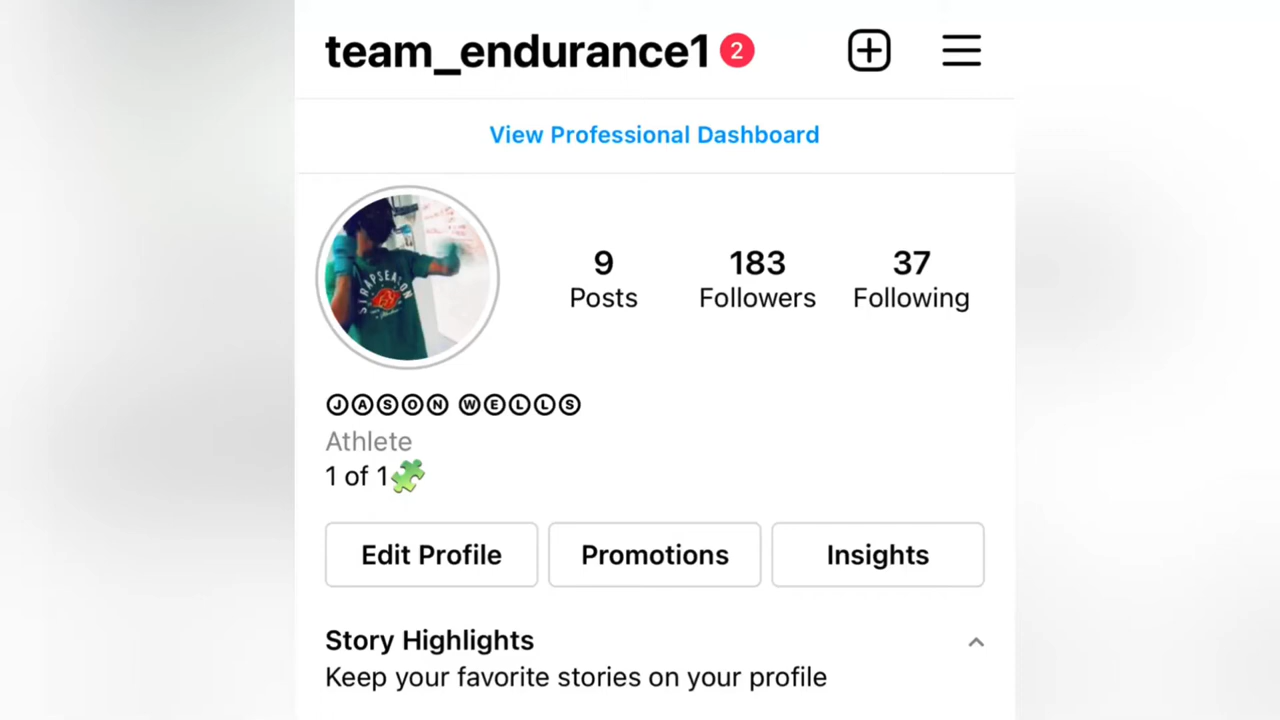 team_endurance1 2
View Professional Dashboard
STRAPSEASON
9 Posts
183 Followers
37 Following
ⒿⒶⓈⓄⓃ ⓌⒺⓁⓁⓈ
Athlete
1 of 1🧩
Edit Profile
Promotions
Insights
Story Highlights
Keep your favorite stories on your profile